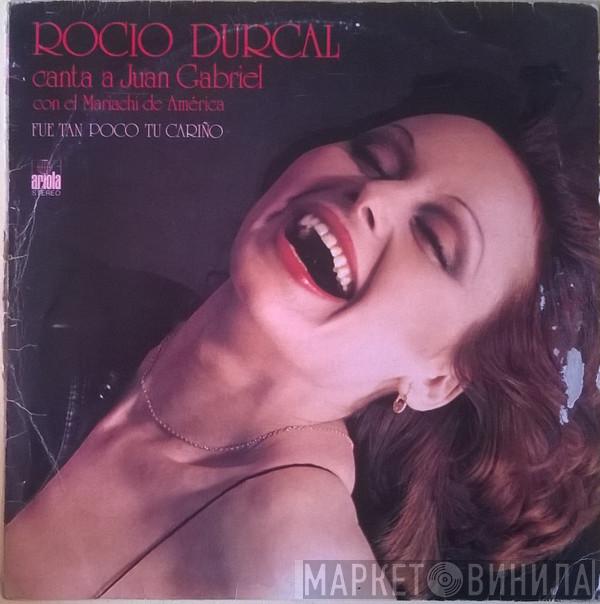 ROCIO DURCAL
canta a Juan Gabriel
con el Mariachi de América
FUE TAN POCO TU CARIÑO
ariola
STEREO
МАРКЕТ ВИНИЛА